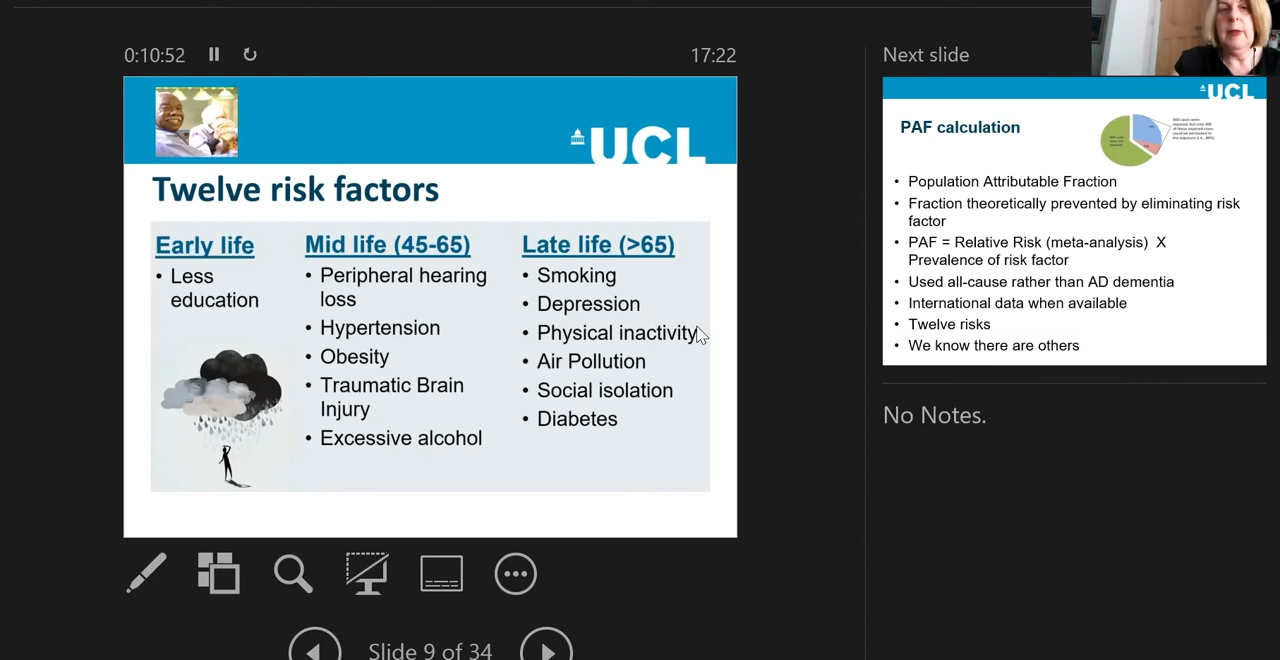 0:10:52
17:22
UCL
Twelve risk factors
Early life
• Less
education
Mid life (45-65)
• Peripheral hearing
loss
• Hypertension
• Obesity
• Traumatic Brain
Injury
• Excessive alcohol
Late life (>65)
• Smoking
• Depression
• Physical inactivity
• Air Pollution
• Social isolation
• Diabetes
Slide 9 of 34
Next slide
UCL
PAF calculation
• Population Attributable Fraction
• Fraction theoretically prevented by eliminating risk
factor
• PAF = Relative Risk (meta-analysis) X
Prevalence of risk factor
• Used all-cause rather than AD dementia
• International data when available
• Twelve risks
• We know there are others
No Notes.